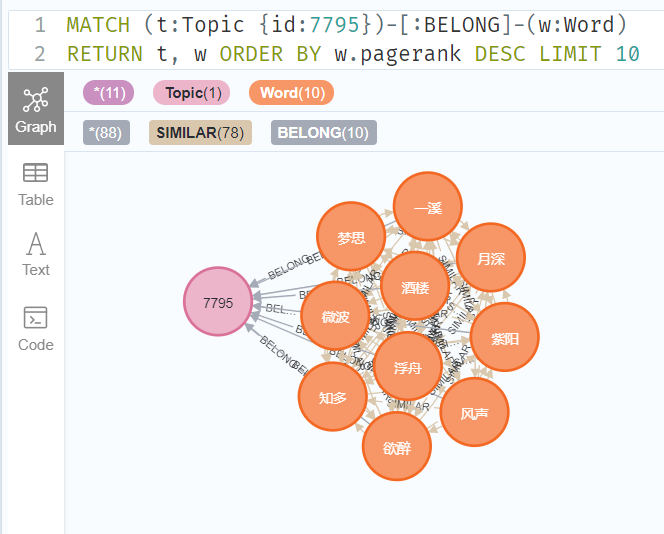 1 MATCH (t:Topic {id:7795})-[:BELONG]-(w:Word)
2 RETURN t, w ORDER BY w.pagerank DESC LIMIT 10
*(11) Topic(1) Word(10)
*(88) SIMILAR(78) BELONG(10)
Graph
Table
Text
Code
一溪
梦思
月深
酒楼
7795
微波
紫阳
浮舟
知多
风声
欲醉
BELONG
BEL...
BELONG
SIMILAR